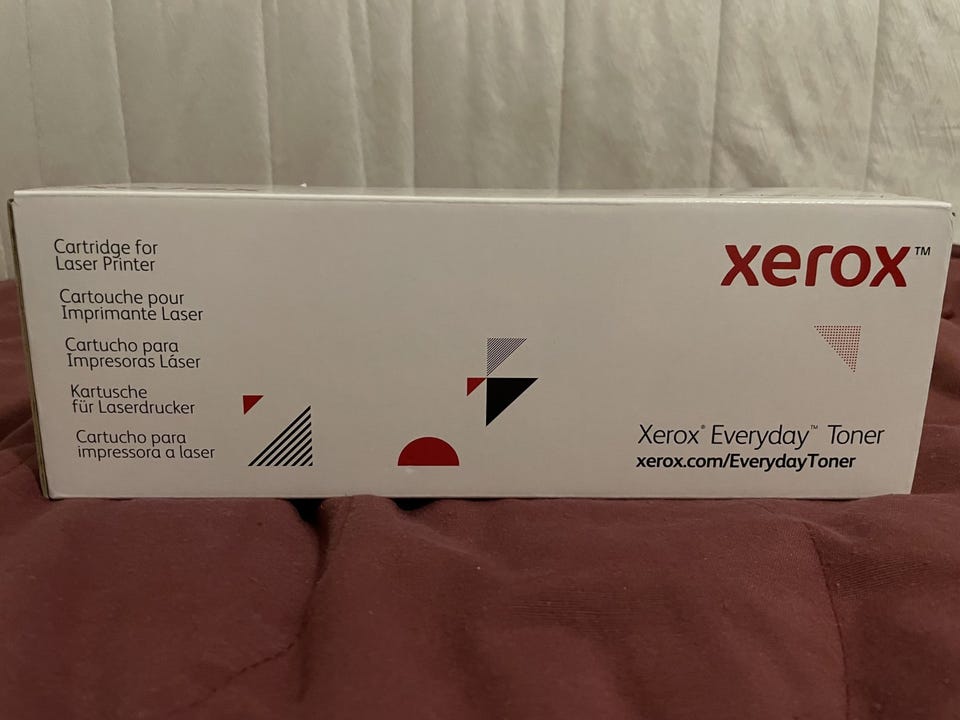 Cartridge for
Laser Printer
Cartouche pour
Imprimante Laser
Cartucho para
Impresoras Láser
Kartusche
für Laserdrucker
Cartucho para
impressora a laser
xerox™
Xerox® Everyday™ Toner
xerox.com/EverydayToner